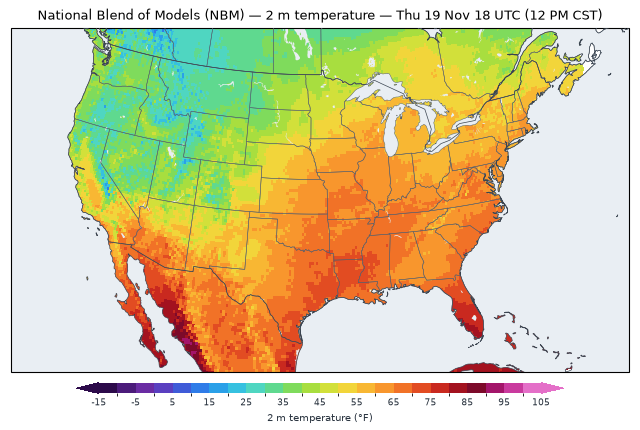 National Blend of Models (NBM) — 2 m temperature — Thu 19 Nov 18 UTC (12 PM CST)
-15 -5 5 15 25 35 45 55 65 75 85 95 105
2 m temperature (°F)